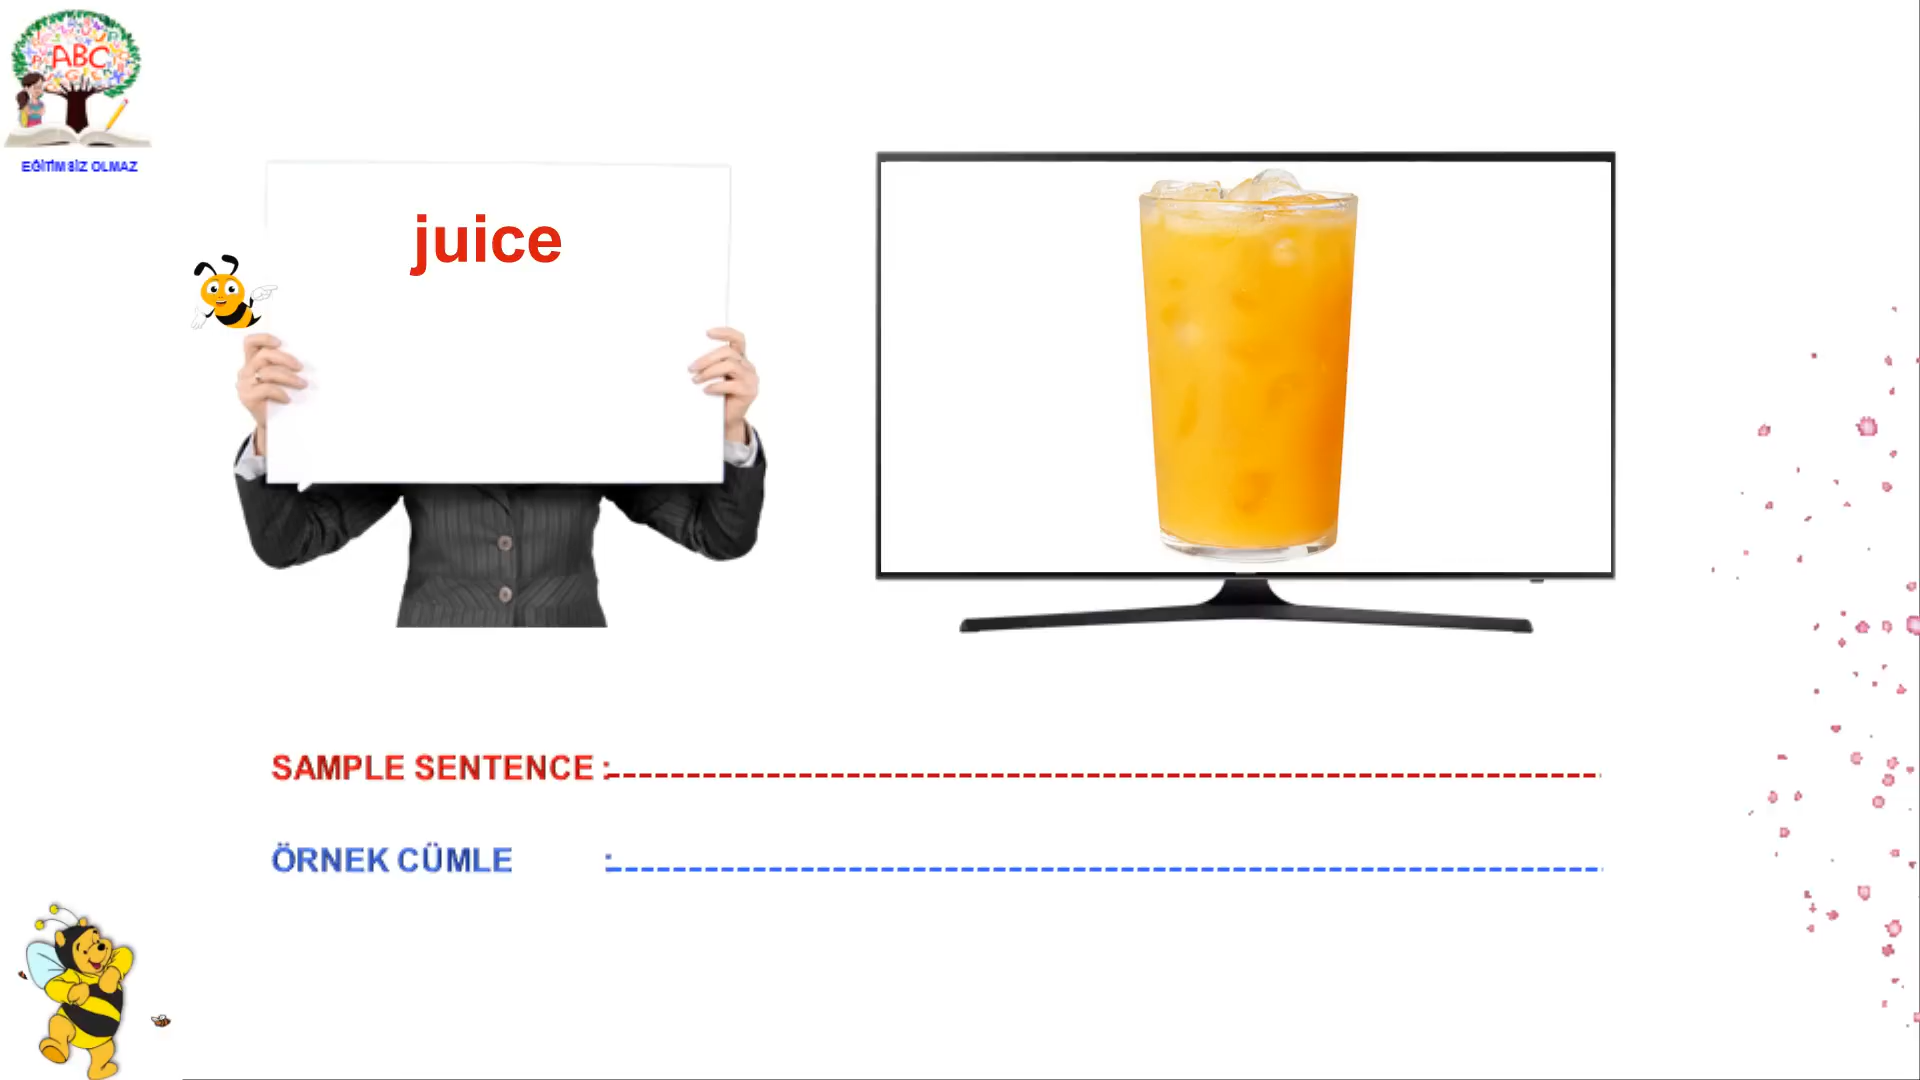 ABC
EĞİTİM SİZ OLMAZ
juice
SAMPLE SENTENCE :
ÖRNEK CÜMLE :